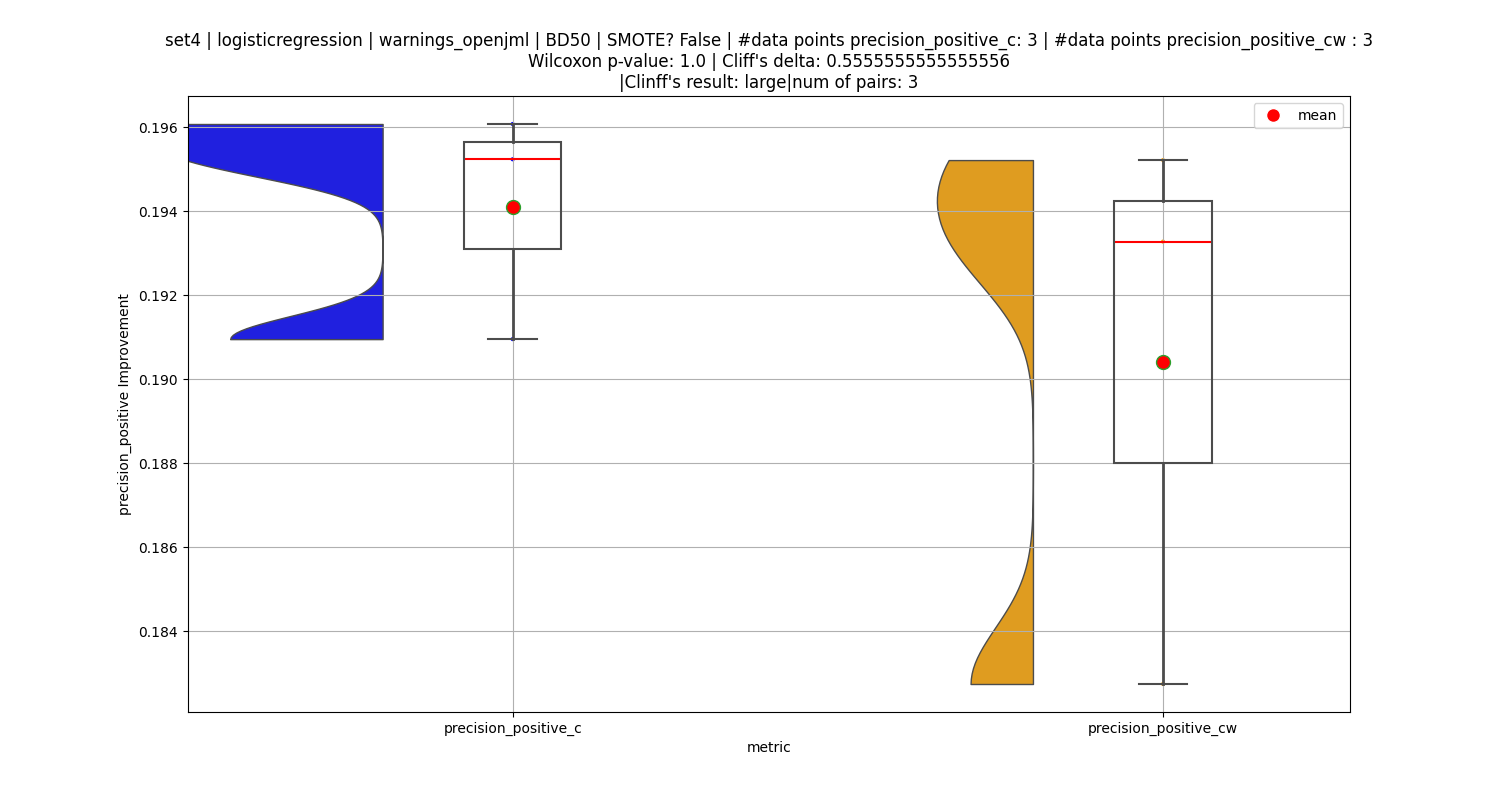 set4 | logisticregression | warnings_openjml | BD50 | SMOTE? False | #data points precision_positive_c: 3 | #data points precision_positive_cw : 3
Wilcoxon p-value: 1.0 | Cliff's delta: 0.5555555555555556
|Clinff's result: large|num of pairs: 3
mean
0.196
0.194
0.192
0.190
0.188
0.186
0.184
precision_positive Improvement
precision_positive_c
precision_positive_cw
metric